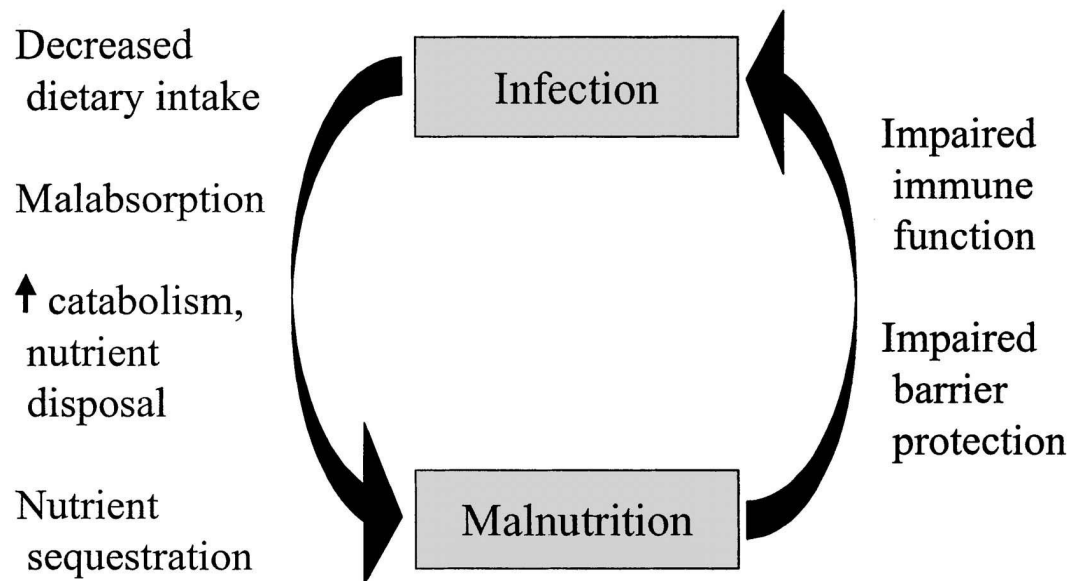 Decreased
dietary intake
Malabsorption
↑ catabolism,
nutrient
disposal
Nutrient
sequestration
Infection
Malnutrition
Impaired
immune
function
Impaired
barrier
protection